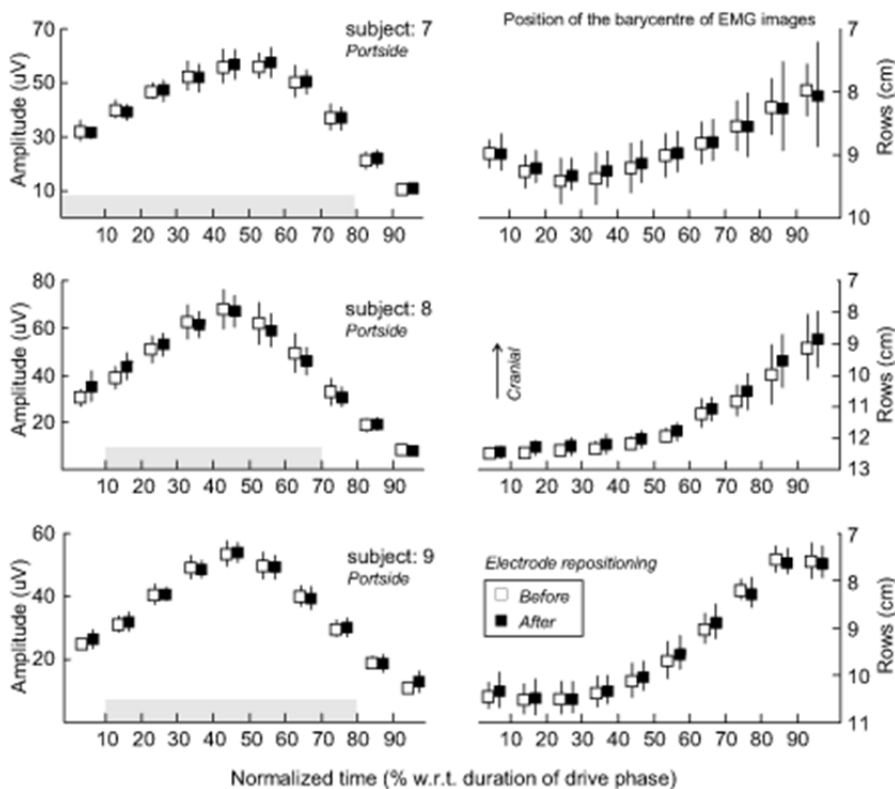 subject: 7
Portside
Amplitude (uV)
70
50
30
10
10 20 30 40 50 60 70 80 90
Position of the barycentre of EMG images
7
8
9
10
Rows (cm)
10 20 30 40 50 60 70 80 90
subject: 8
Portside
Amplitude (uV)
80
60
40
20
10 20 30 40 50 60 70 80 90
Cranial
7
8
9
10
11
12
13
Rows (cm)
10 20 30 40 50 60 70 80 90
subject: 9
Portside
Amplitude (uV)
60
40
20
10 20 30 40 50 60 70 80 90
Electrode repositioning
Before
After
7
8
9
10
11
Rows (cm)
10 20 30 40 50 60 70 80 90
Normalized time (% w.r.t. duration of drive phase)